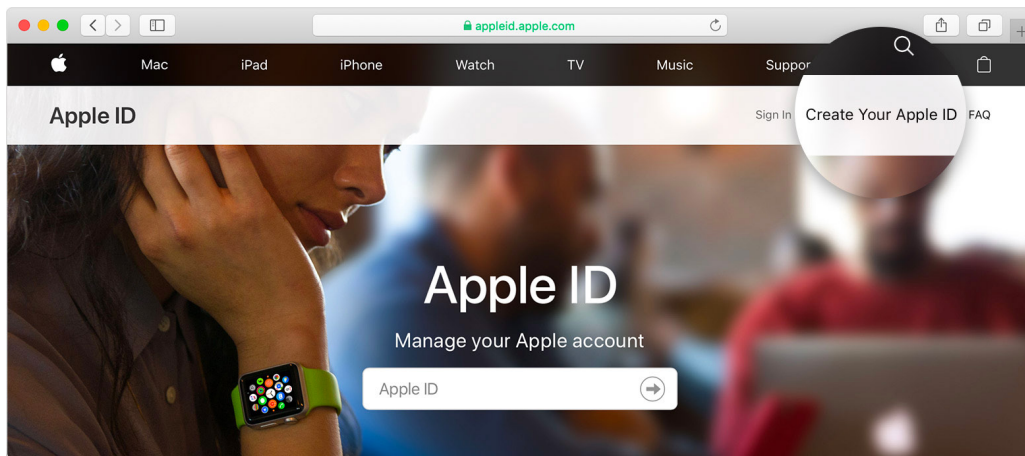 appleid.apple.com
Mac iPad iPhone Watch TV Music Suppor
Apple ID Sign In Create Your Apple ID FAQ
Apple ID
Manage your Apple account
Apple ID